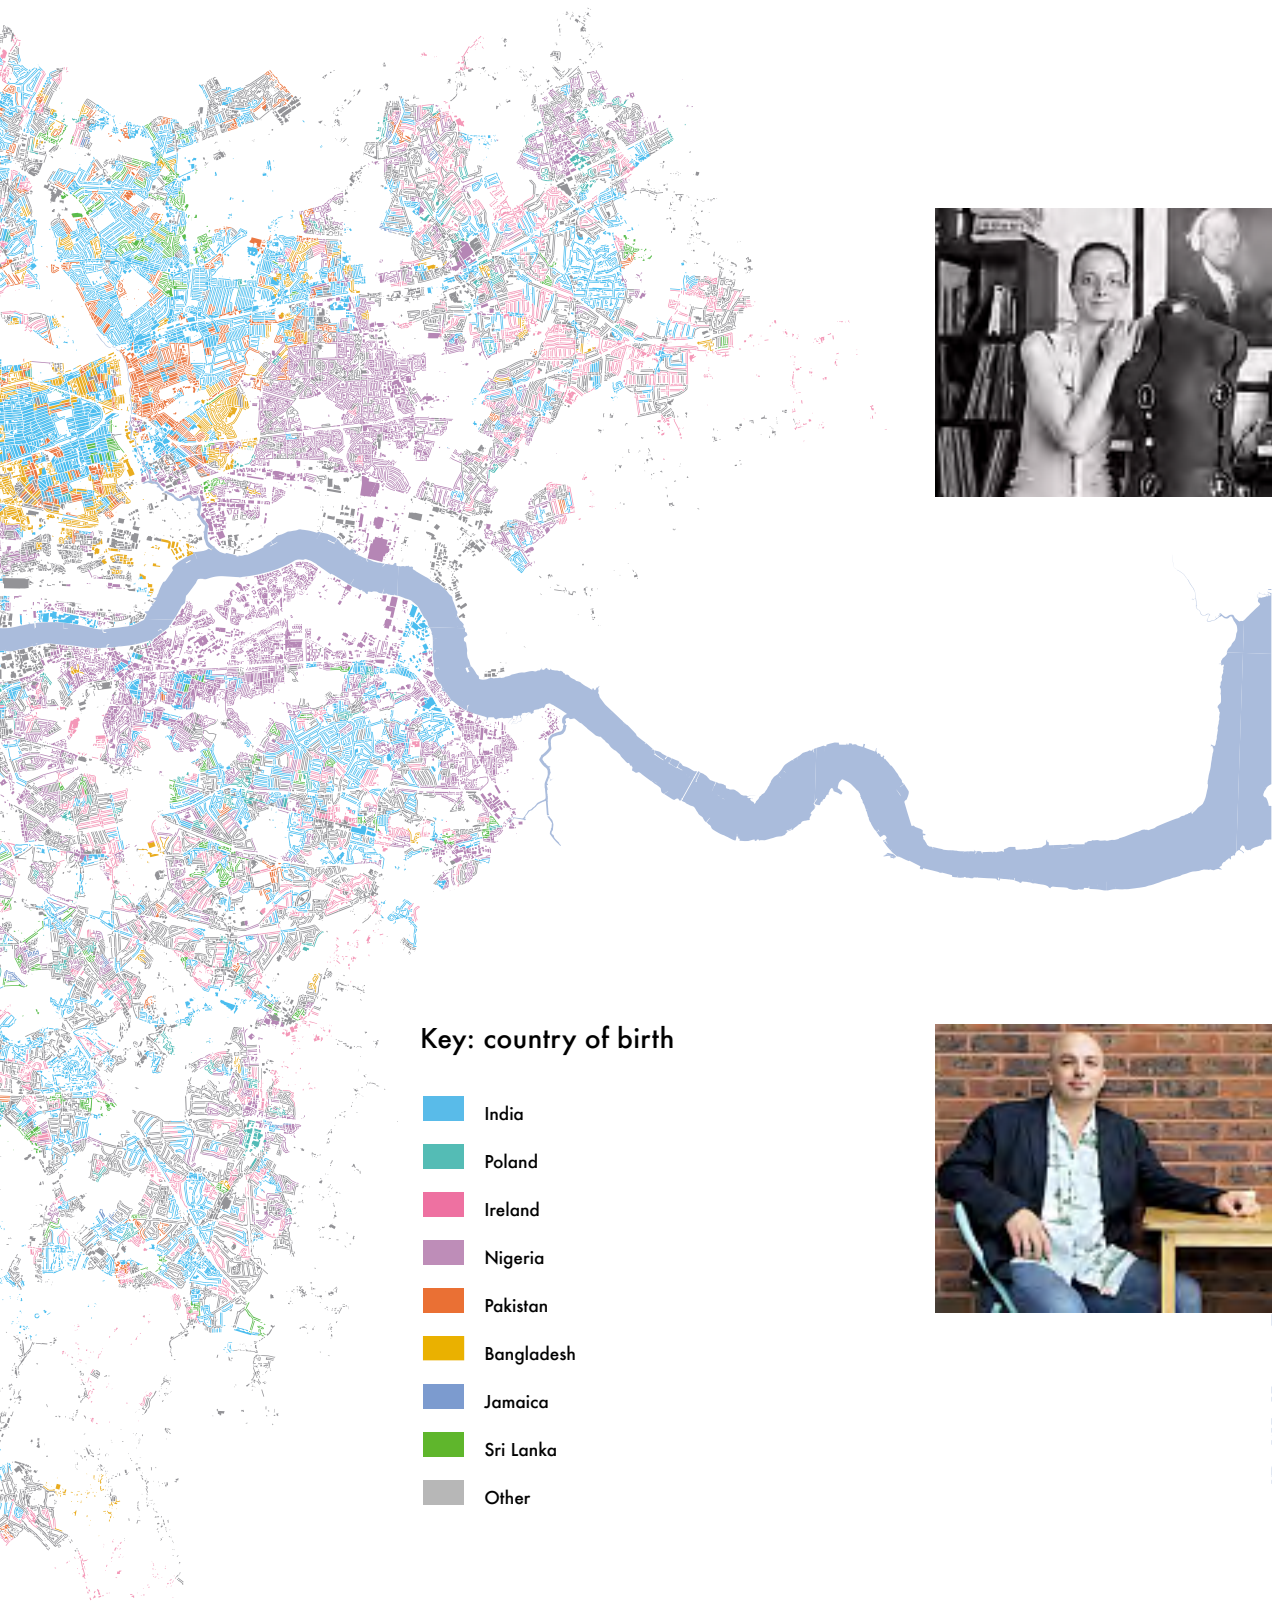 Key: country of birth
India
Poland
Ireland
Nigeria
Pakistan
Bangladesh
Jamaica
Sri Lanka
Other